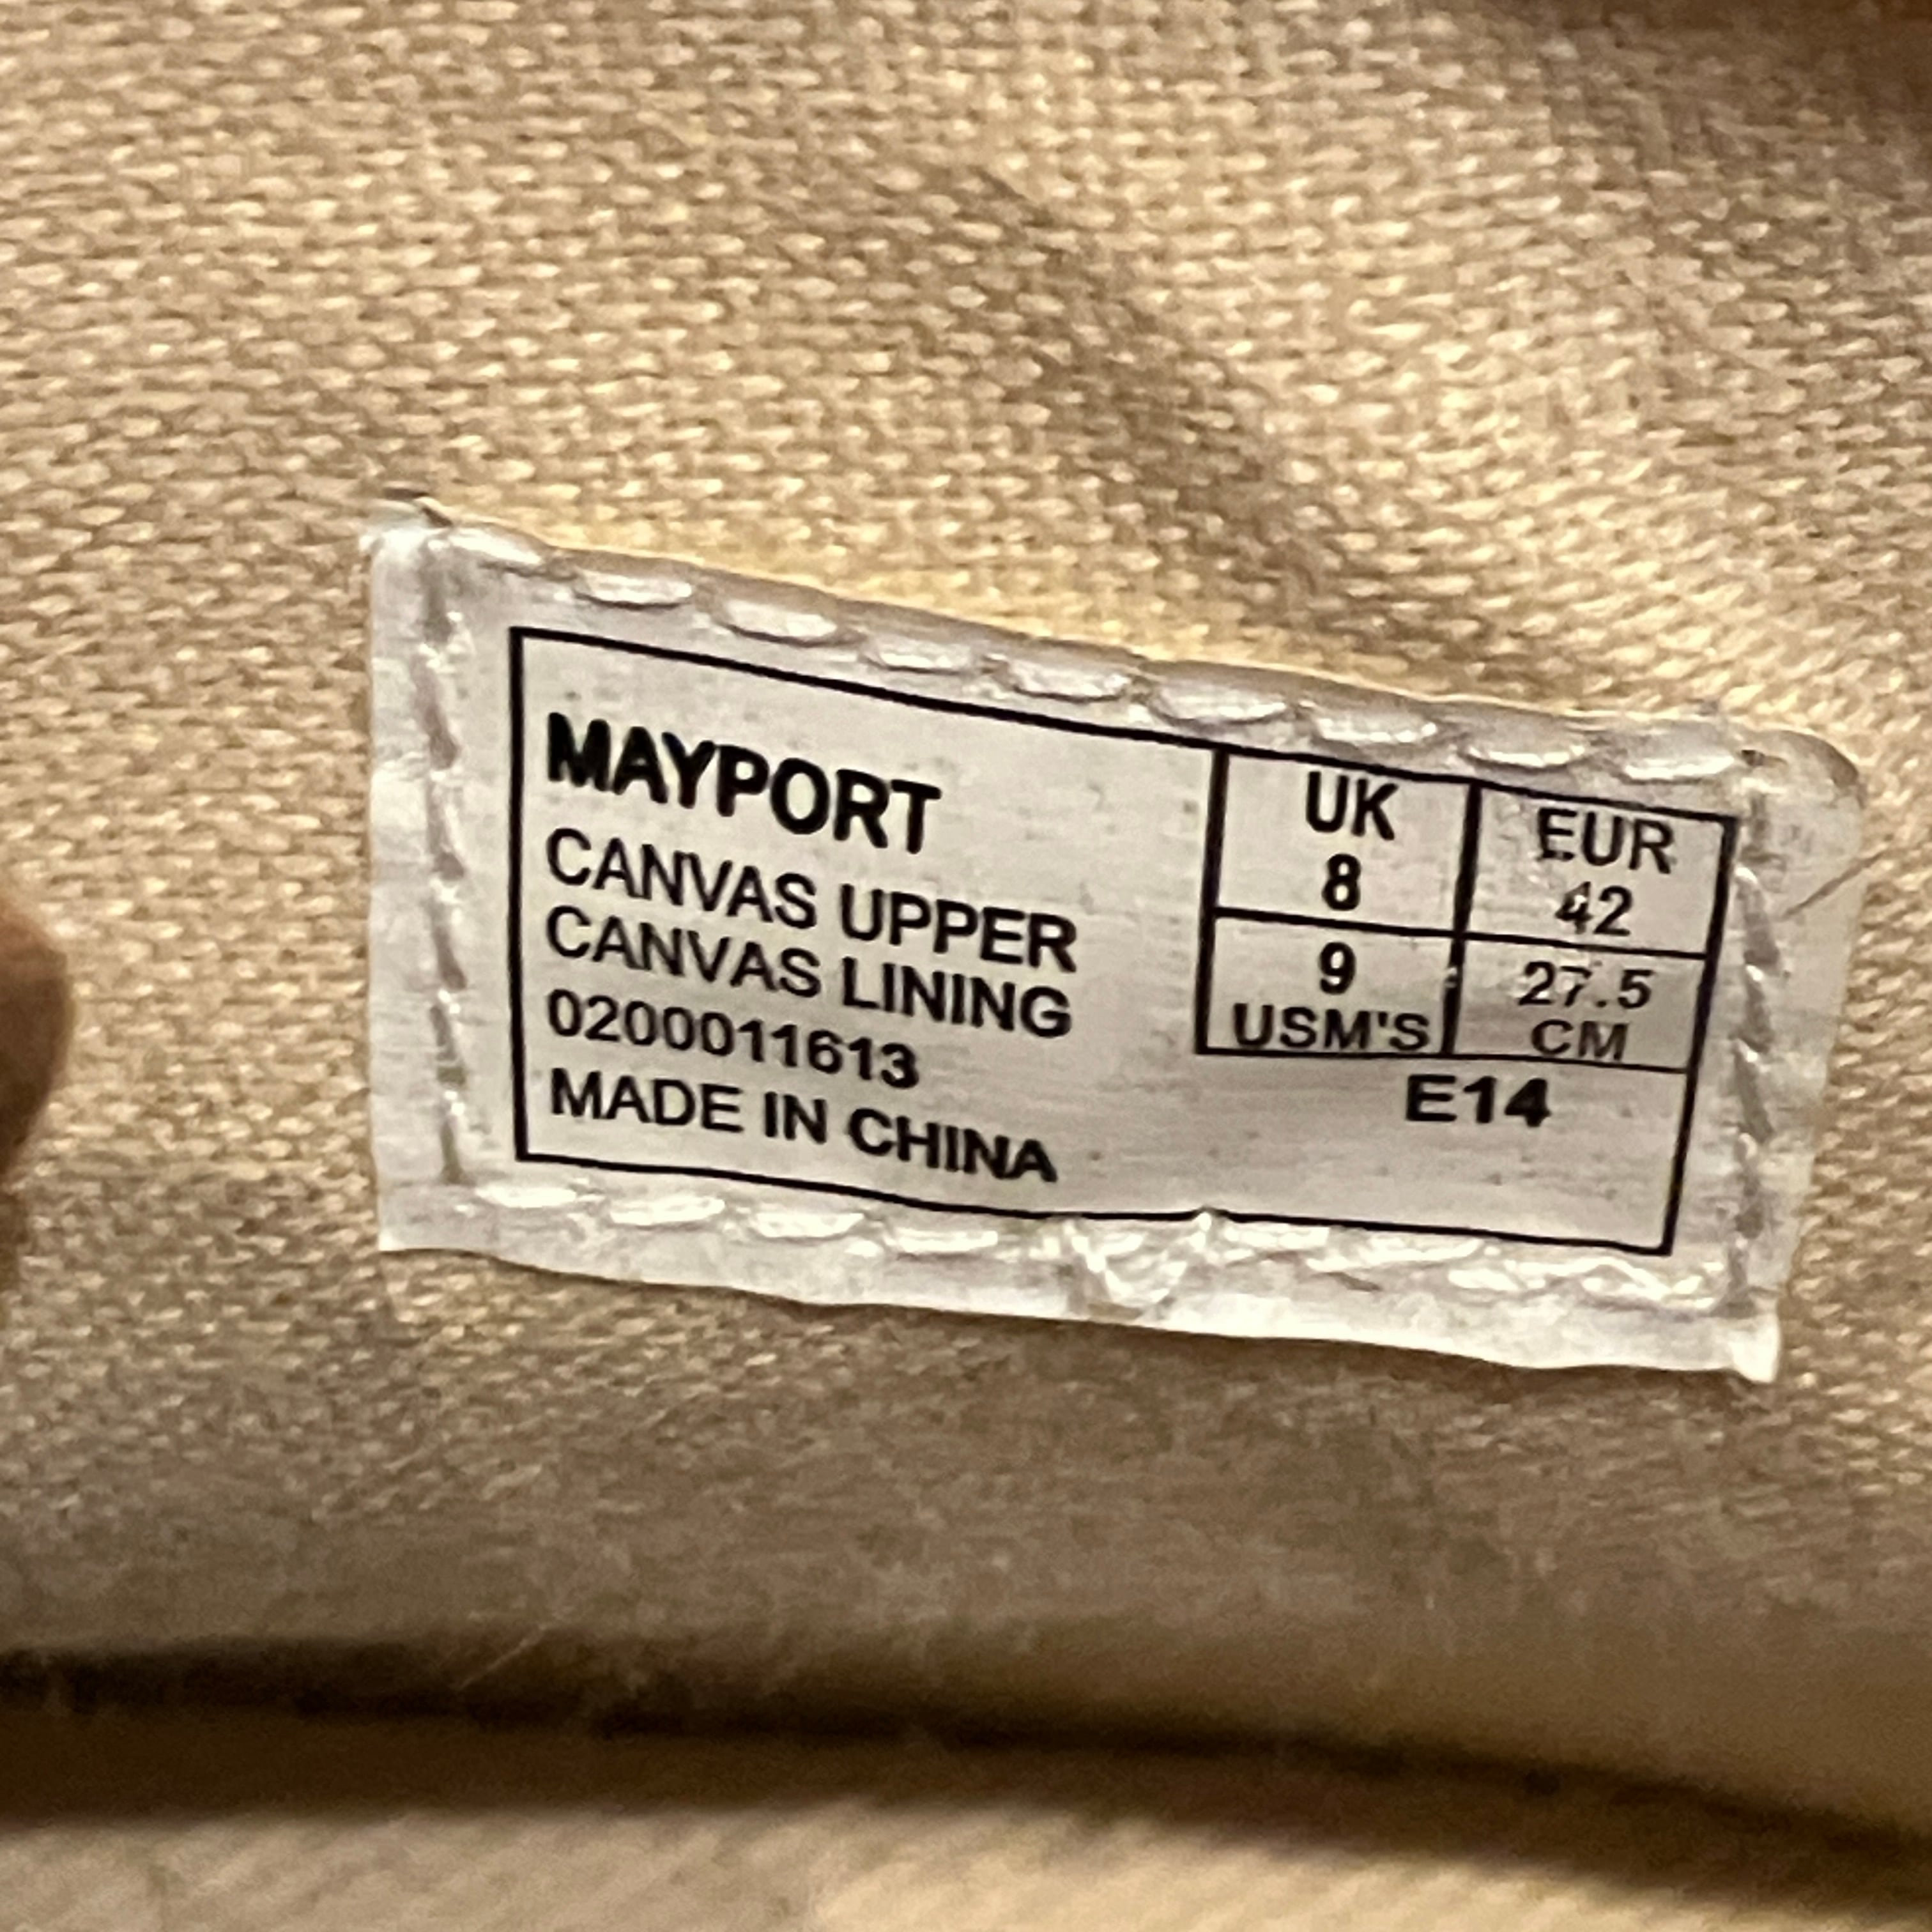 MAYPORT
CANVAS UPPER
CANVAS LINING
0200011613
MADE IN CHINA
UK
8
EUR
42
9
USM'S
27.5
CM
E14